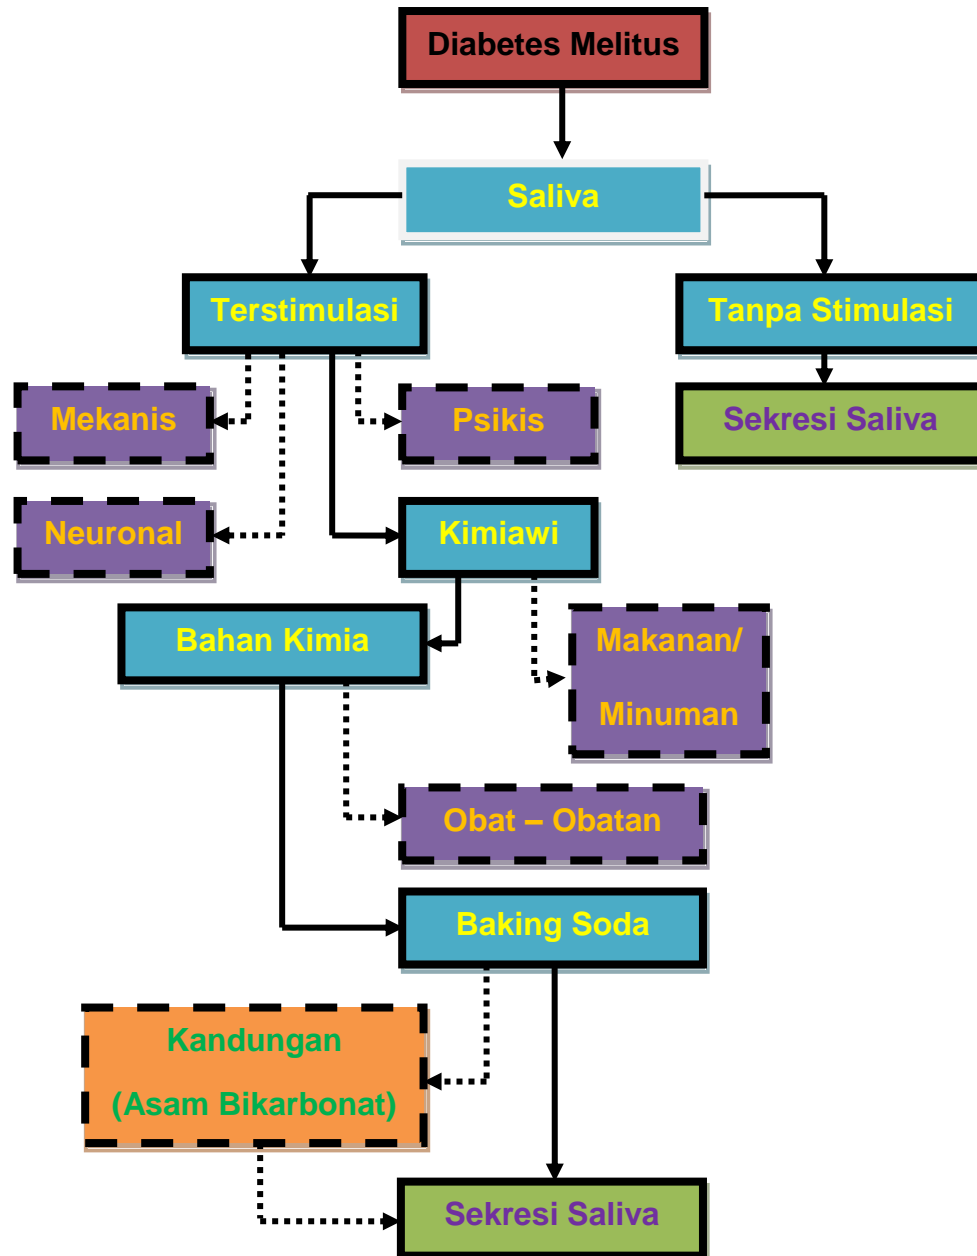 Diabetes Melitus
Saliva
Terstimulasi
Tanpa Stimulasi
Mekanis
Psikis
Sekresi Saliva
Neuronal
Kimiawi
Bahan Kimia
Makanan/
Minuman
Obat – Obatan
Baking Soda
Kandungan
(Asam Bikarbonat)
Sekresi Saliva